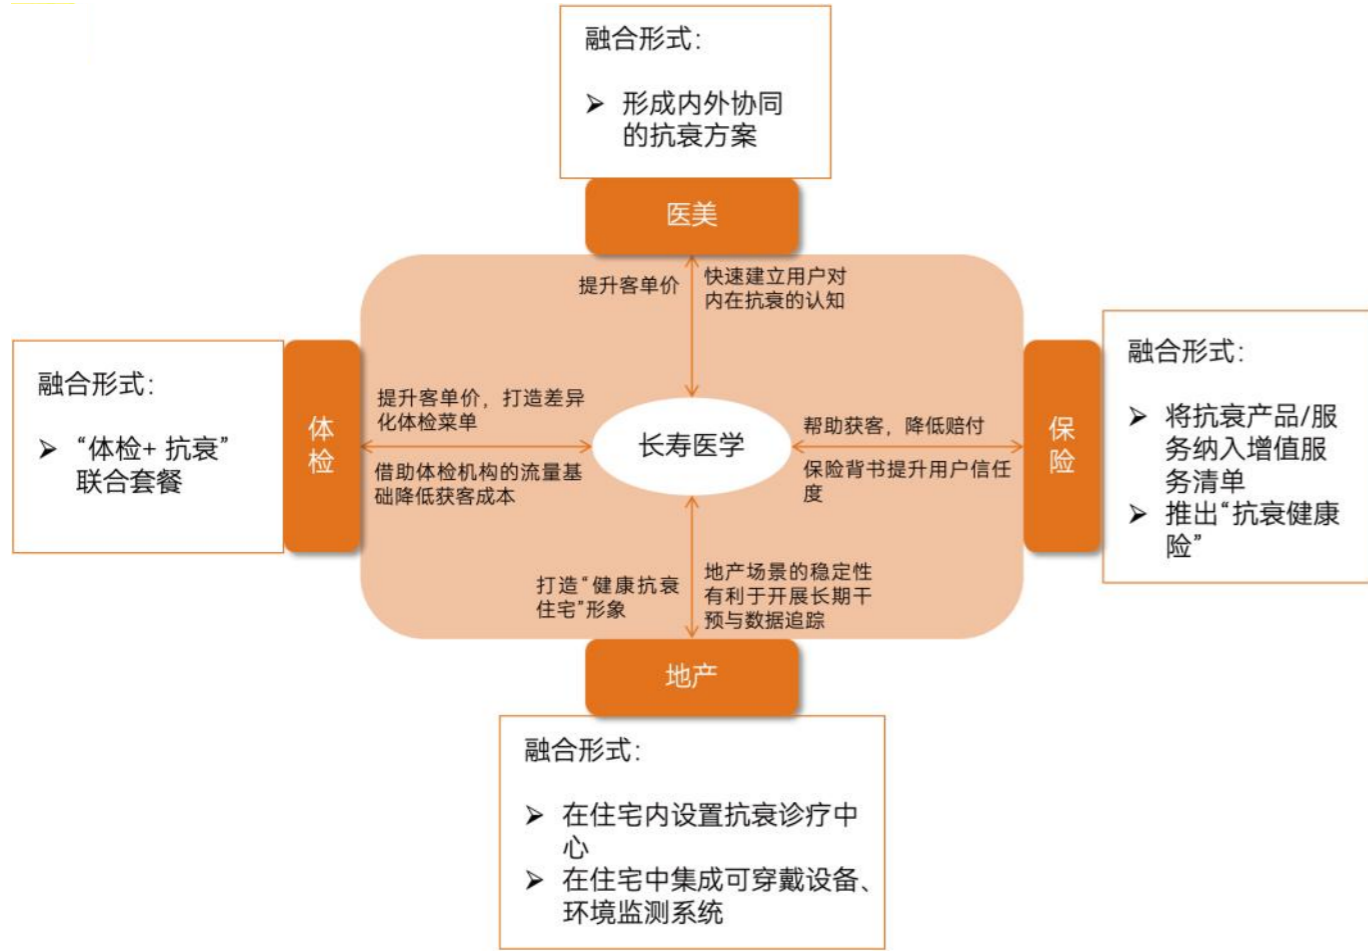 融合形式：
➢ 形成内外协同
的抗衰方案
医美
提升客单价
快速建立用户对
内在抗衰的认知
融合形式：
➢ “体检+ 抗衰”
联合套餐
体
检
提升客单价，打造差异
化体检菜单
借助体检机构的流量基
础降低获客成本
长寿医学
帮助获客，降低赔付
保险背书提升用户信任
度
保
险
融合形式：
➢ 将抗衰产品/服
务纳入增值服
务清单
➢ 推出“抗衰健康
险”
打造“健康抗衰
住宅”形象
地产场景的稳定性
有利于开展长期干
预与数据追踪
地产
融合形式：
➢ 在住宅内设置抗衰诊疗中
心
➢ 在住宅中集成可穿戴设备、
环境监测系统